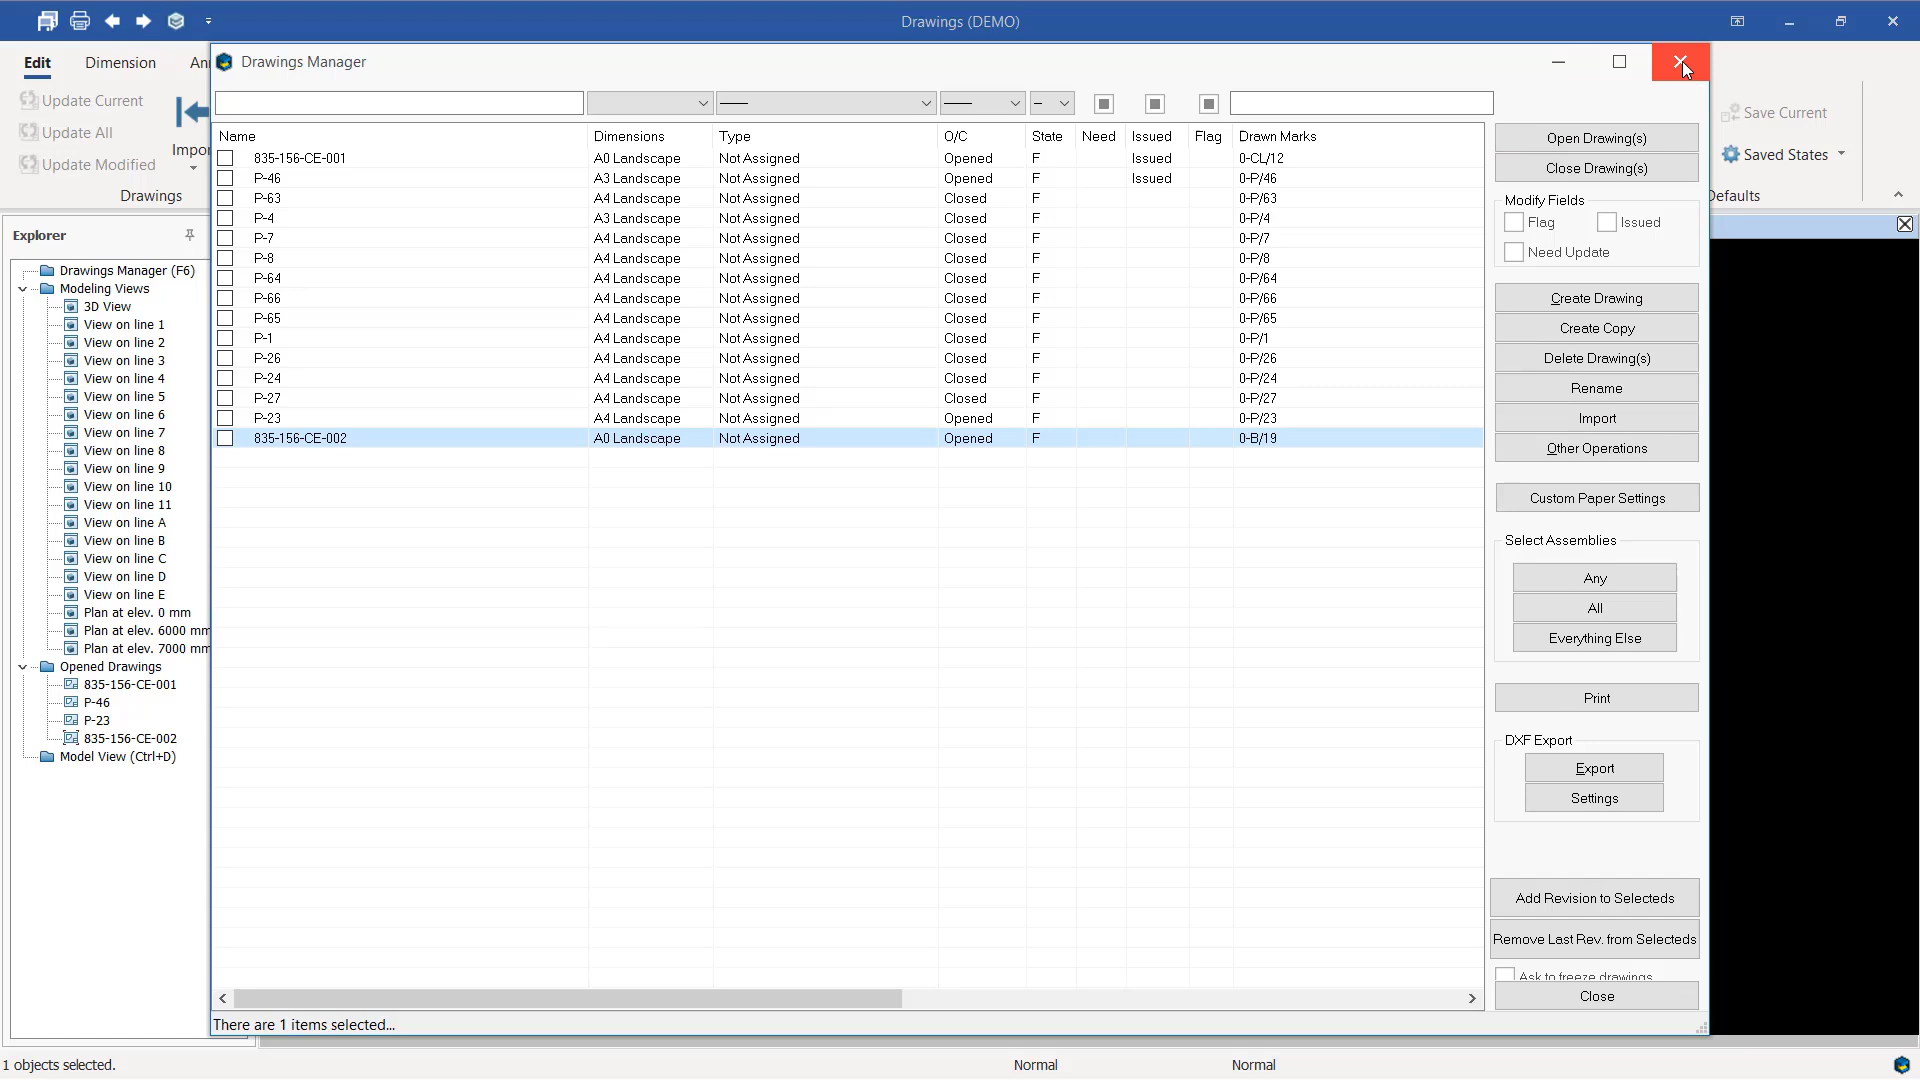 Drawings (DEMO)
Edit
Dimension
An
Update Current
Update All
Update Modified
Impor
Drawings
Save Current
Saved States
Defaults
Drawings Manager
Name Dimensions Type O/C State Need Issued Flag Drawn Marks
835-156-CE-001 A0 Landscape Not Assigned Opened F Issued 0-CL/12
P-46 A3 Landscape Not Assigned Opened F Issued 0-P/46
P-63 A4 Landscape Not Assigned Closed F 0-P/63
P-4 A3 Landscape Not Assigned Closed F 0-P/4
P-7 A4 Landscape Not Assigned Closed F 0-P/7
P-8 A4 Landscape Not Assigned Closed F 0-P/8
P-64 A4 Landscape Not Assigned Closed F 0-P/64
P-66 A4 Landscape Not Assigned Closed F 0-P/66
P-65 A4 Landscape Not Assigned Closed F 0-P/65
P-1 A4 Landscape Not Assigned Closed F 0-P/1
P-26 A4 Landscape Not Assigned Closed F 0-P/26
P-24 A4 Landscape Not Assigned Closed F 0-P/24
P-27 A4 Landscape Not Assigned Closed F 0-P/27
P-23 A4 Landscape Not Assigned Opened F 0-P/23
835-156-CE-002 A0 Landscape Not Assigned Opened F 0-B/19
There are 1 items selected...
Open Drawing(s)
Close Drawing(s)
Modify Fields
Flag
Issued
Need Update
Create Drawing
Create Copy
Delete Drawing(s)
Rename
Import
Other Operations
Custom Paper Settings
Select Assemblies
Any
All
Everything Else
Print
DXF Export
Export
Settings
Add Revision to Selecteds
Remove Last Rev. from Selecteds
Ask to freeze drawings
Close
Explorer
Drawings Manager (F6)
Modeling Views
3D View
View on line 1
View on line 2
View on line 3
View on line 4
View on line 5
View on line 6
View on line 7
View on line 8
View on line 9
View on line 10
View on line 11
View on line A
View on line B
View on line C
View on line D
View on line E
Plan at elev. 0 mm
Plan at elev. 6000 mm
Plan at elev. 7000 mm
Opened Drawings
835-156-CE-001
P-46
P-23
835-156-CE-002
Model View (Ctrl+D)
1 objects selected.
Normal
Normal